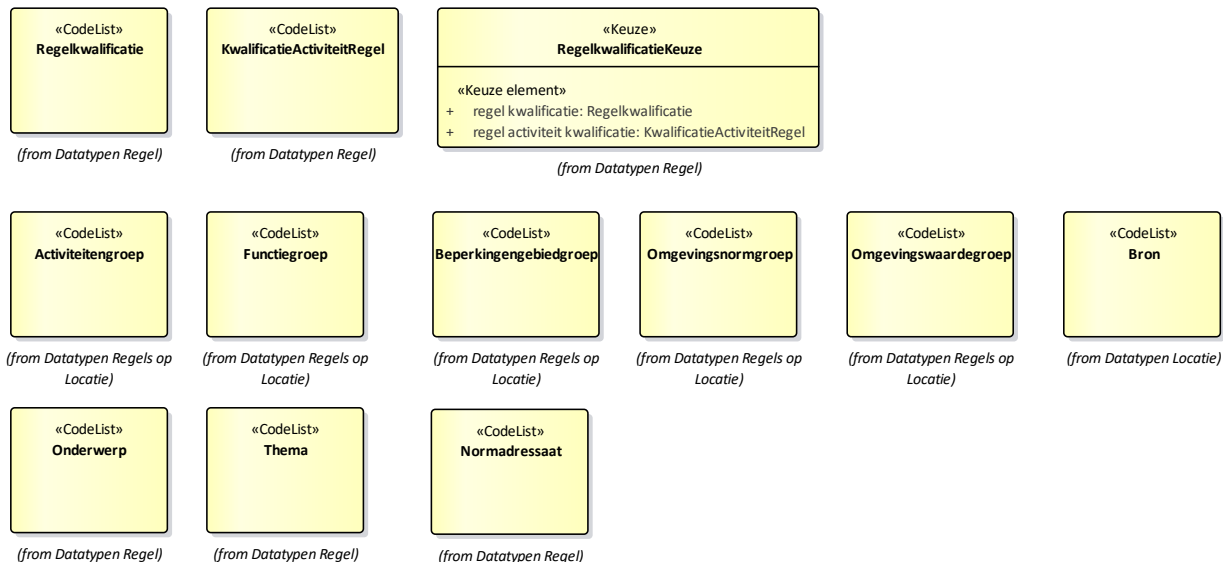 «CodeList»
Regelkwalificatie
(from Datatypen Regel)
«CodeList»
KwalificatieActiviteitRegel
(from Datatypen Regel)
«Keuze»
RegelkwalificatieKeuze
«Keuze element»
+ regel kwalificatie: Regelkwalificatie
+ regel activiteit kwalificatie: KwalificatieActiviteitRegel
(from Datatypen Regel)
«CodeList»
Activiteitengroep
(from Datatypen Regels op
Locatie)
«CodeList»
Functiegroep
(from Datatypen Regels op
Locatie)
«CodeList»
Beperkingengebiedgroep
(from Datatypen Regels op
Locatie)
«CodeList»
Omgevingsnormgroep
(from Datatypen Regels op
Locatie)
«CodeList»
Omgevingswaardegroep
(from Datatypen Regels op
Locatie)
«CodeList»
Bron
(from Datatypen Locatie)
«CodeList»
Onderwerp
(from Datatypen Regel)
«CodeList»
Thema
(from Datatypen Regel)
«CodeList»
Normadressaat
(from Datatypen Regel)